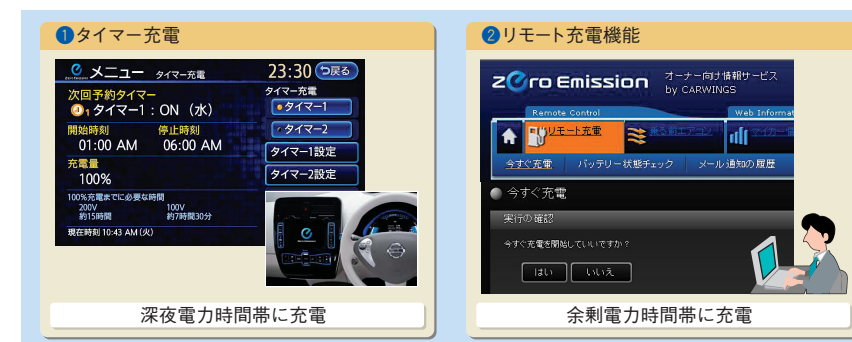 ❶タイマー充電
メニュー タイマー充電 23:30 戻る
次回予約タイマー
1 タイマー1：ON （水）
開始時刻 停止時刻
01:00 AM 06:00 AM
充電量
100%
100%充電までに必要な時間
200V 100V
約15時間 約7時間30分
現在時刻 10:43 AM (火)
タイマー充電
タイマー1
タイマー2
タイマー1設定
タイマー2設定
深夜電力時間帯に充電
❷リモート充電機能
Zero Emission オーナー向け情報サービス
by CARWINGS
Remote Control Web Informat
リモート充電 乗る前エアコン
今すぐ充電 バッテリー状態チェック メール通知の履歴
今すぐ充電
実行の確認
今すぐ充電を開始していいですか？
はい いいえ
余剰電力時間帯に充電